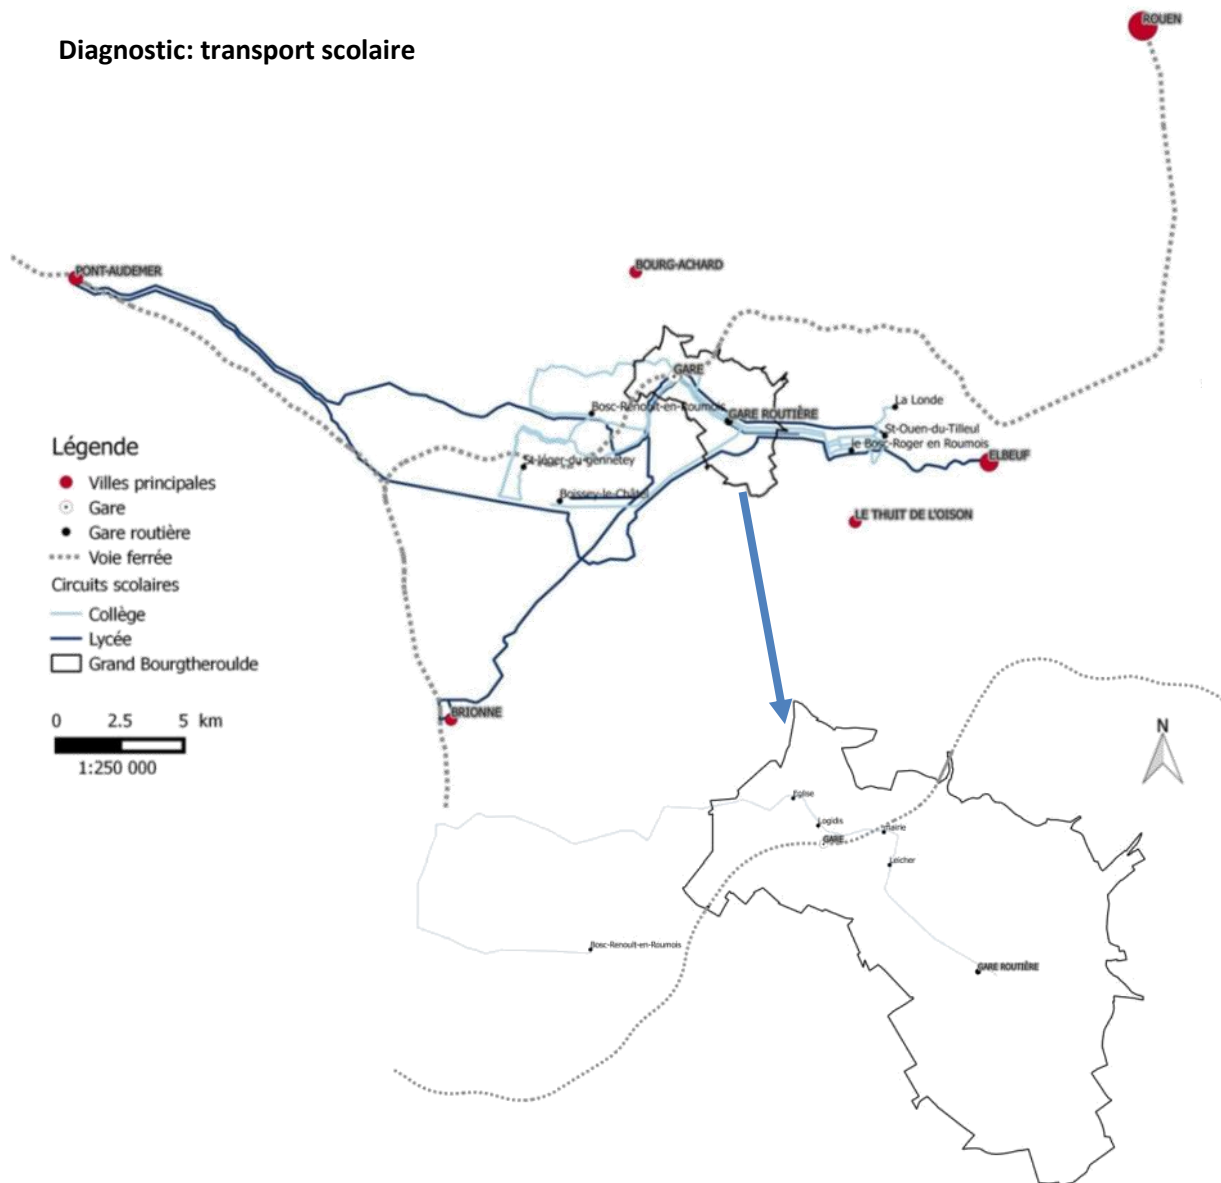 Diagnostic: transport scolaire
ROUEN
PONT-AUDEMER
BOURG-ACHARD
GARE
Bosc-Renoult-en-Roumois
GARE ROUTIÈRE
La Londe
St-Ouen-du-Tilleul
le Bosc-Roger en Roumois
ELBEUF
St-léger-du-gennetey
Boissey-le-Châtel
LE THUIT DE L'OISON
BRIONNE
Légende
Villes principales
Gare
Gare routière
Voie ferrée
Circuits scolaires
Collège
Lycée
Grand Bourgtheroulde
0 2.5 5 km
1:250 000
N
Eglise
Logidis
mairie
GARE
Leicher
Bosc-Renoult-en-Roumois
GARE ROUTIÈRE